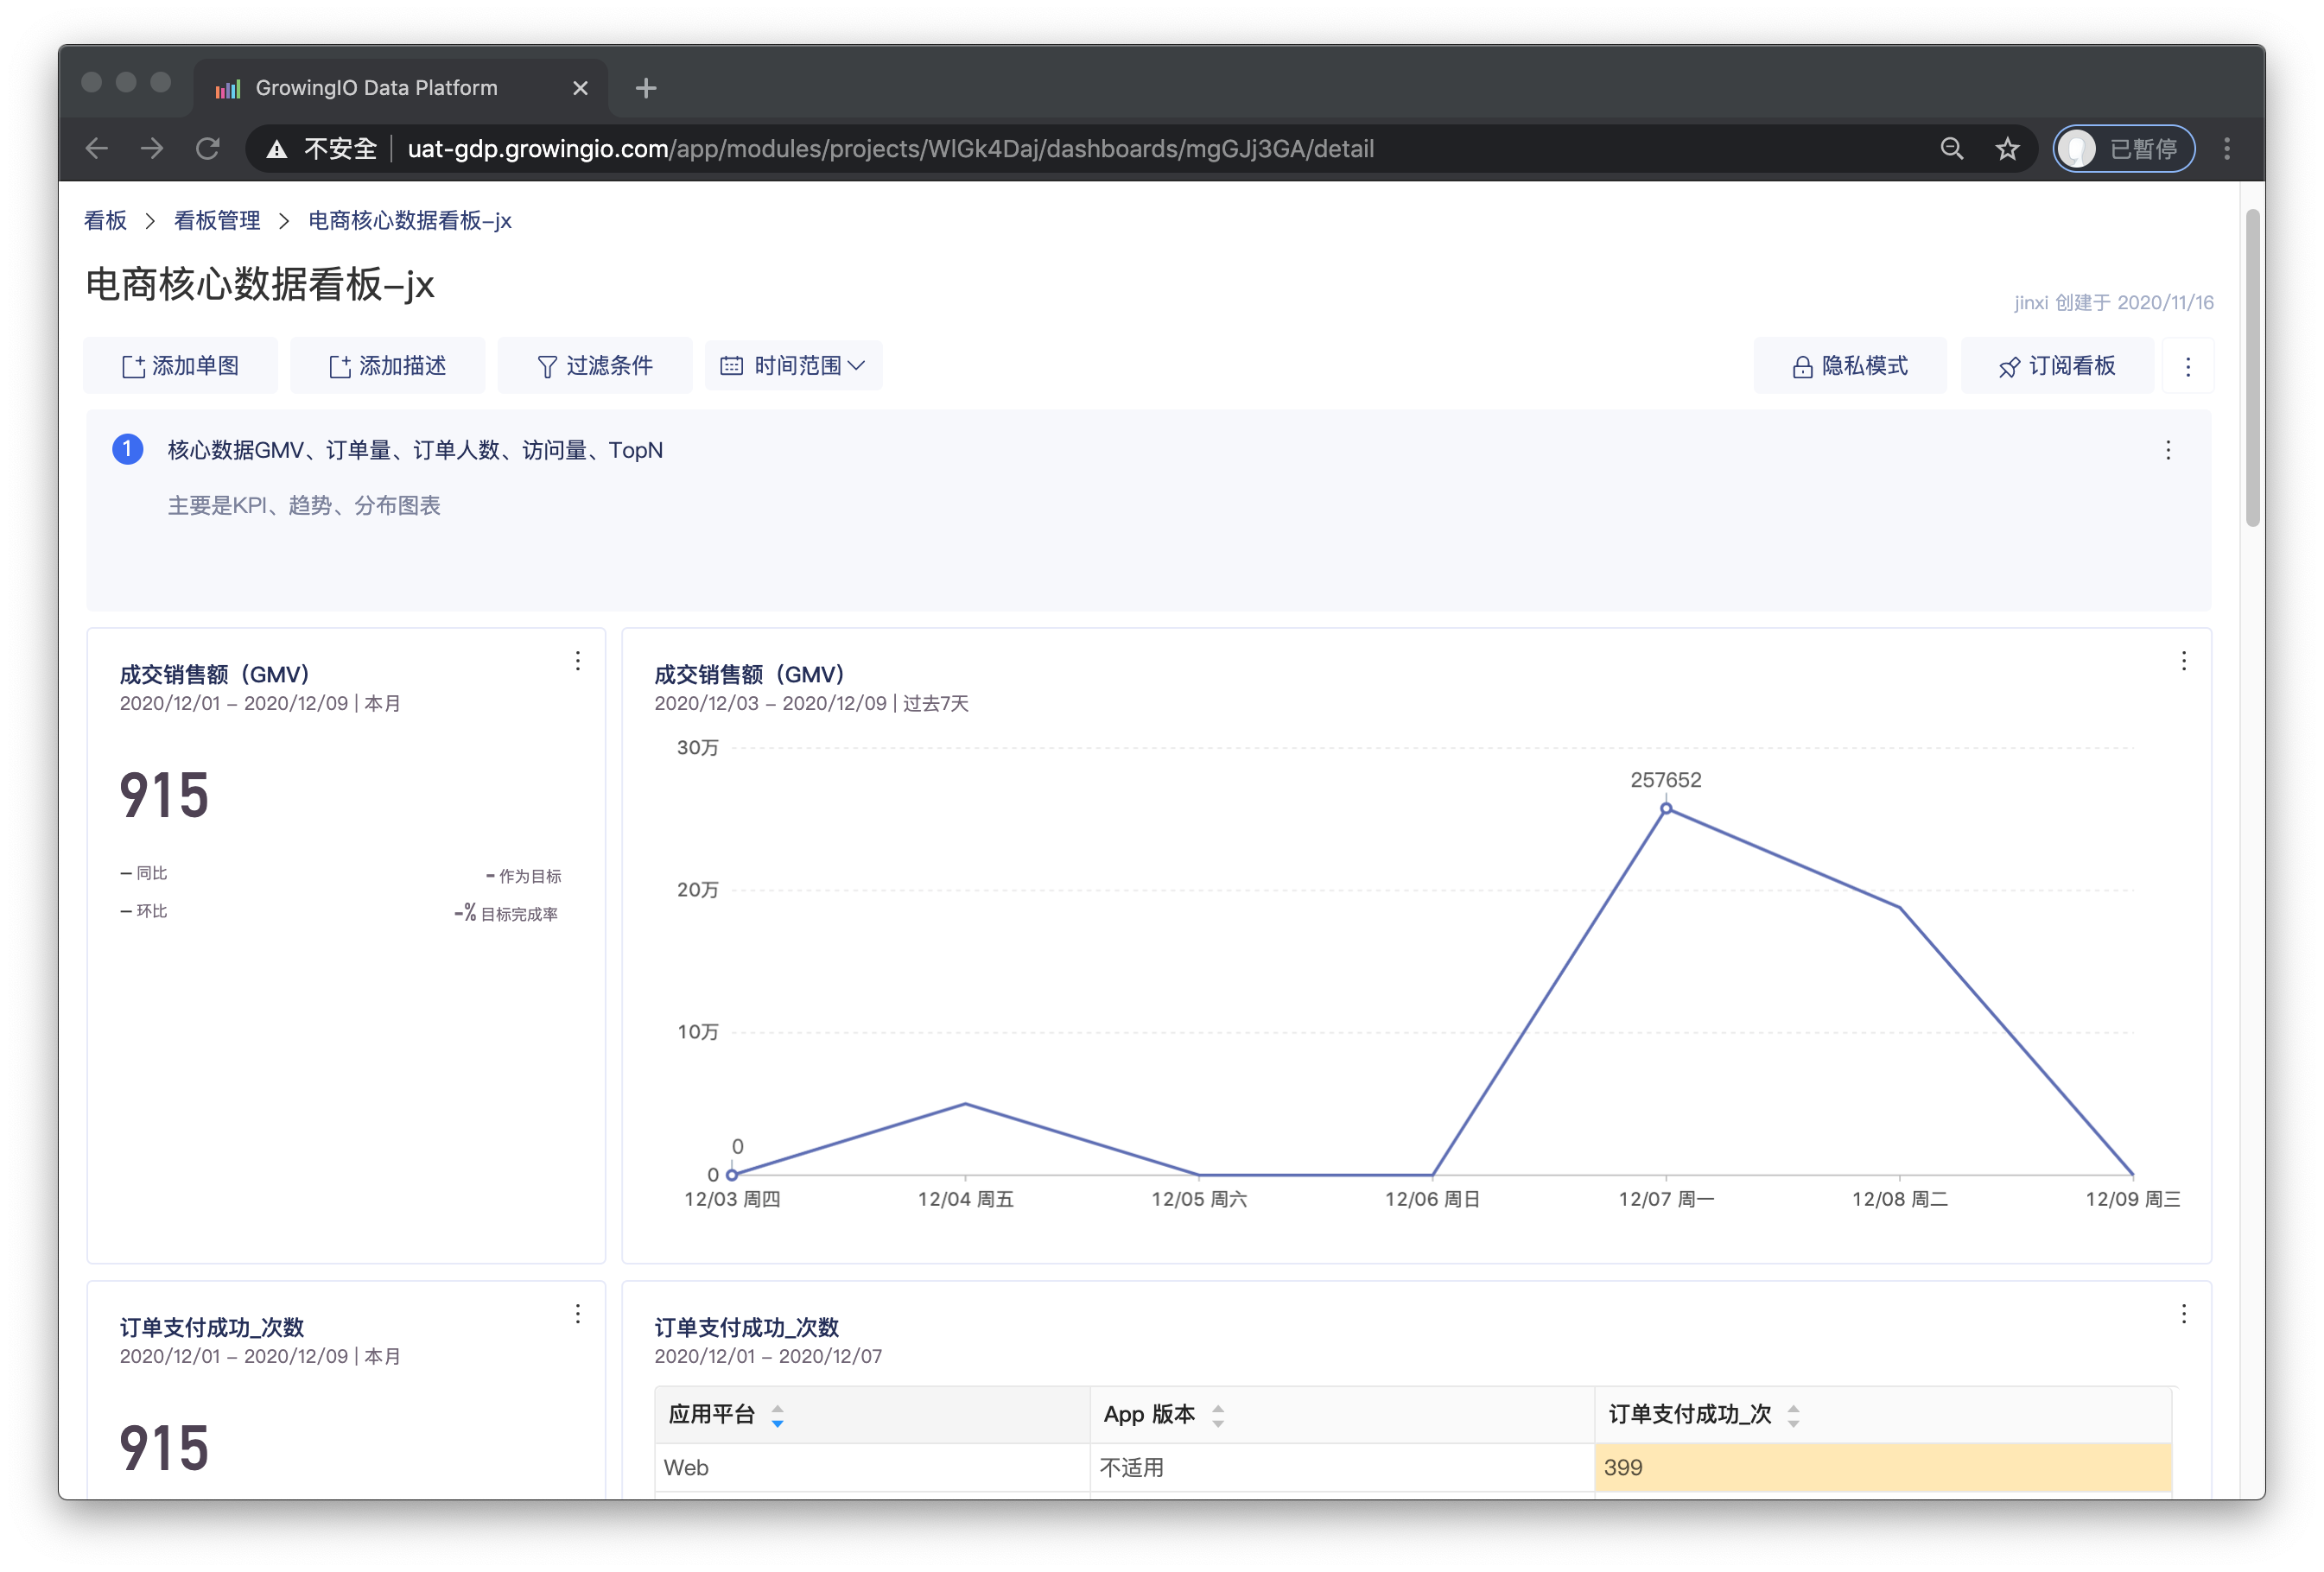 GrowingIO Data Platform
不安全 uat-gdp.growingio.com/app/modules/projects/WlGk4Daj/dashboards/mgGJj3GA/detail 已暂停
看板 > 看板管理 > 电商核心数据看板-jx
电商核心数据看板-jx
jinxi 创建于 2020/11/16
添加单图 添加描述 过滤条件 时间范围 隐私模式 订阅看板
1 核心数据GMV、订单量、订单人数、访问量、TopN
主要是KPI、趋势、分布图表
成交销售额（GMV）
2020/12/01 – 2020/12/09 | 本月
915
– 同比 - 作为目标
– 环比 -% 目标完成率
成交销售额（GMV）
2020/12/03 – 2020/12/09 | 过去7天
30万
257652
20万
10万
0
0
12/03 周四 12/04 周五 12/05 周六 12/06 周日 12/07 周一 12/08 周二 12/09 周三
订单支付成功_次数
2020/12/01 – 2020/12/09 | 本月
915
订单支付成功_次数
2020/12/01 – 2020/12/07
应用平台 App 版本 订单支付成功_次
Web 不适用 399